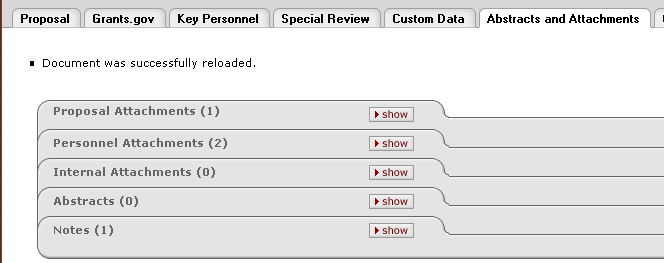 Proposal Grants.gov Key Personnel Special Review Custom Data Abstracts and Attachments
Document was successfully reloaded.
Proposal Attachments (1) show
Personnel Attachments (2) show
Internal Attachments (0) show
Abstracts (0) show
Notes (1) show